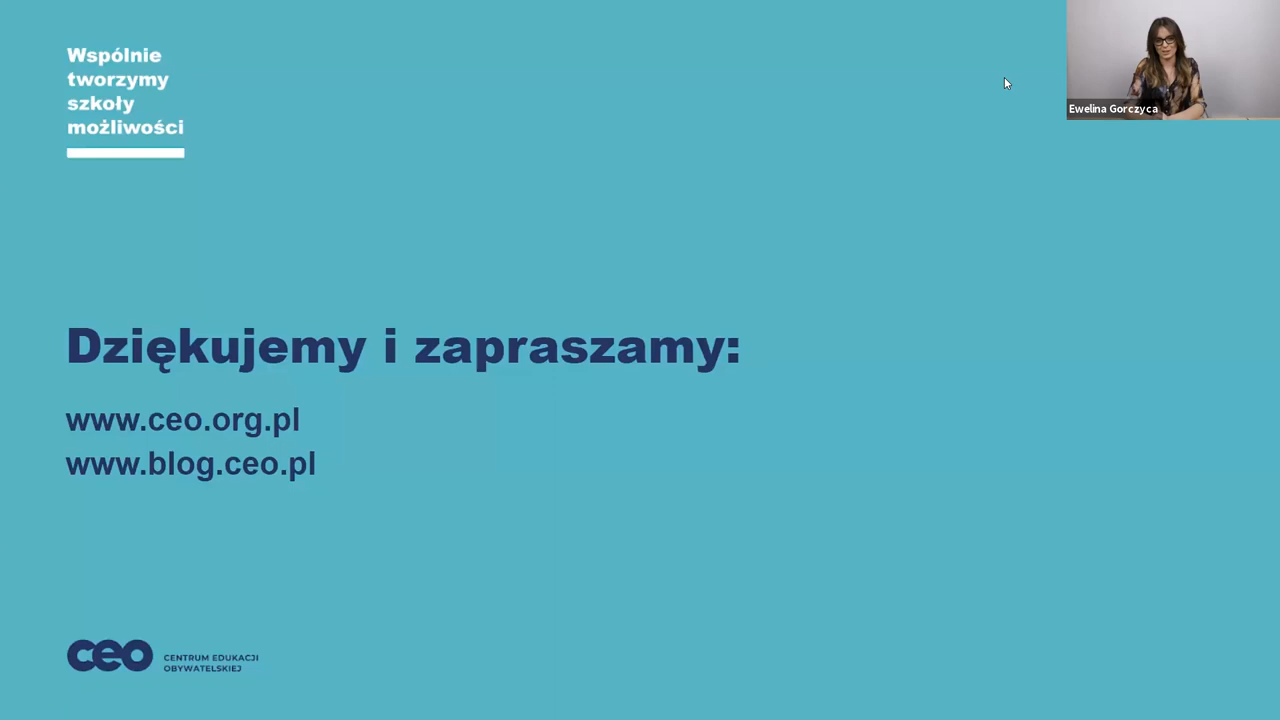 Wspólnie
tworzymy
szkoły
możliwości
Ewelina Gorczyca
Dziękujemy i zapraszamy:
www.ceo.org.pl
www.blog.ceo.pl
ceo
CENTRUM EDUKACJI
OBYWATELSKIEJ